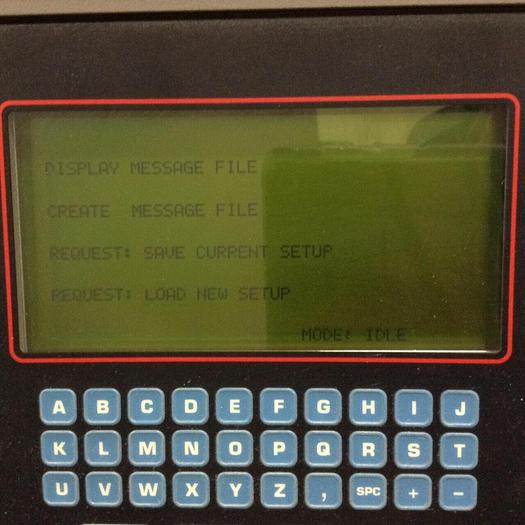 DISPLAY MESSAGE FILE
CREATE MESSAGE FILE
REQUEST: SAVE CURRENT SETUP
REQUEST: LOAD NEW SETUP
MODE: IDLE
A B C D E F G H I J
K L M N O P Q R S T
U V W X Y Z , SPC + -